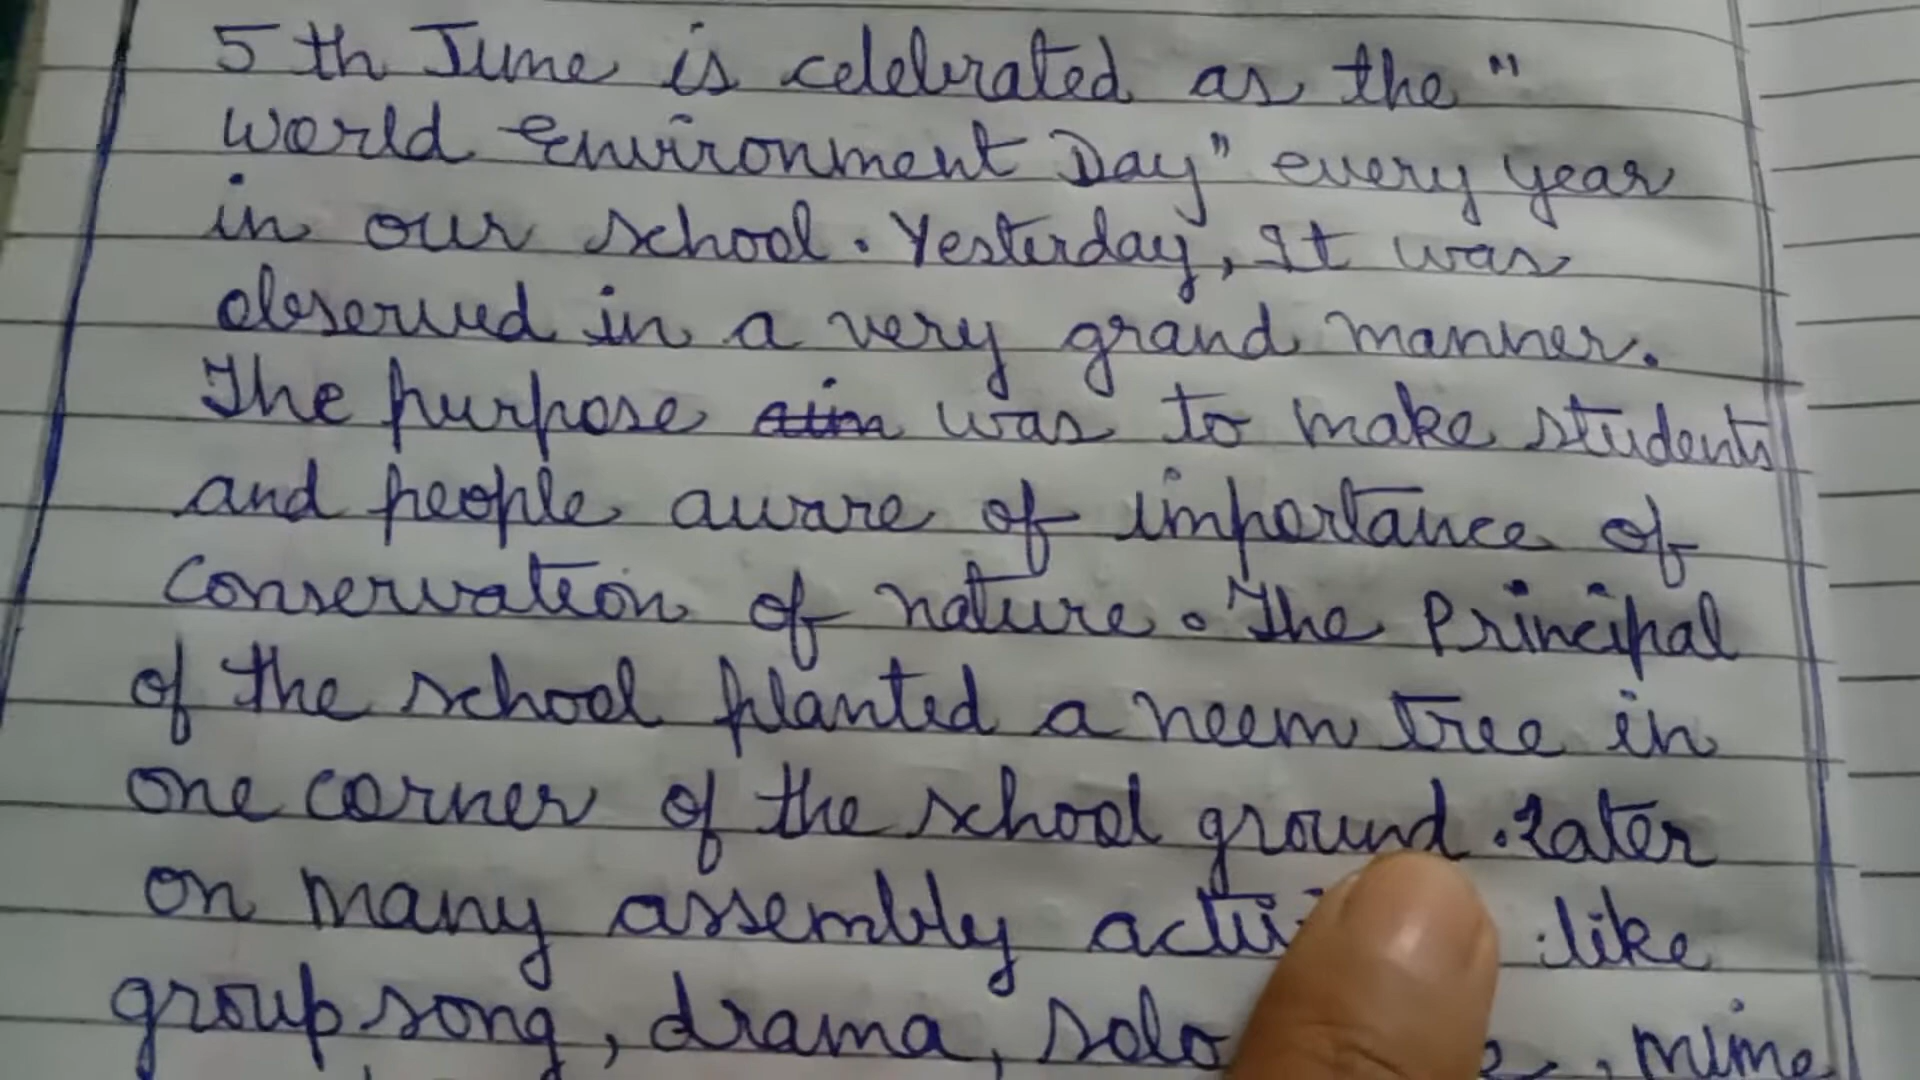 5th June is celebrated as the "
World Environment Day" every year
in our school. Yesterday, It was
observed in a very grand manner.
The purpose aim was to make students
and people aware of importance of
conservation of nature. The Principal
of the school planted a neem tree in
one corner of the school ground. Later
on many assembly like
group song, drama, solo , mime